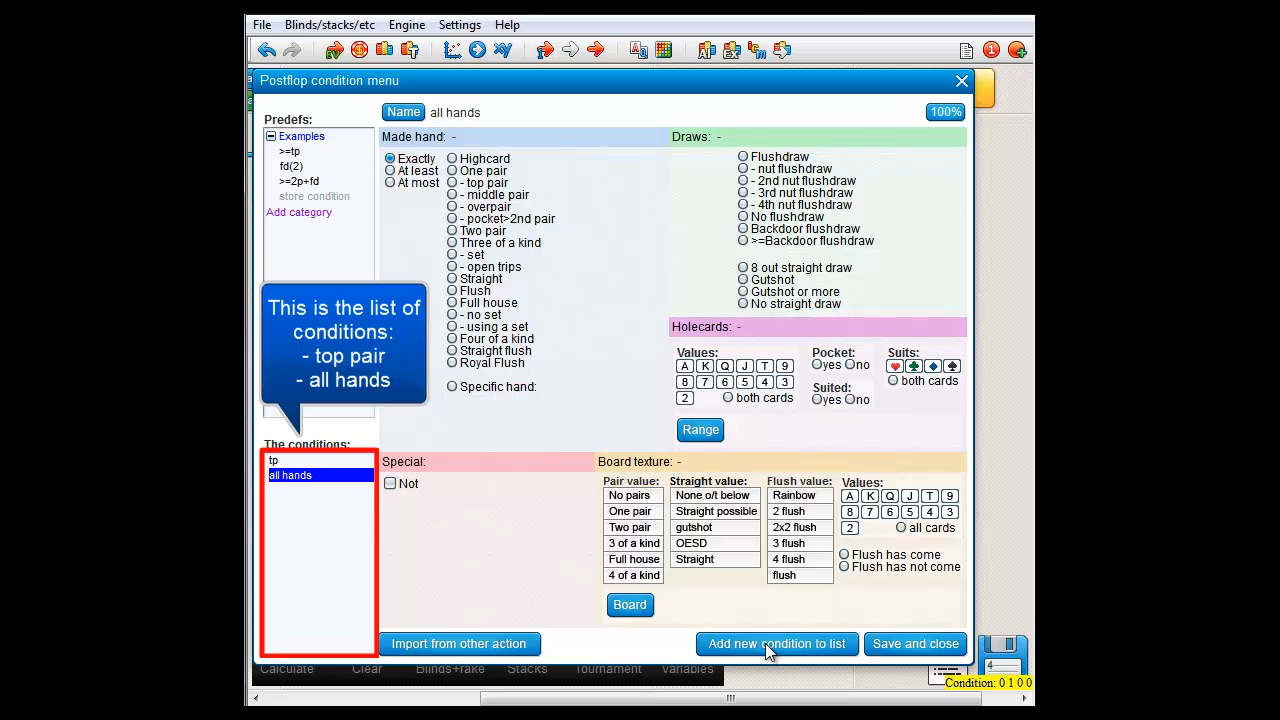 File Blinds/stacks/etc Engine Settings Help
Postflop condition menu
Name all hands 100%
Predefs:
Examples
>=tp
fd(2)
>=2p+fd
store condition
Add category
This is the list of
conditions:
- top pair
- all hands
The conditions:
tp
all hands
Made hand: -
Exactly
At least
At most
Highcard
One pair
- top pair
- middle pair
- overpair
- pocket>2nd pair
Two pair
Three of a kind
- set
- open trips
Straight
Flush
Full house
- no set
- using a set
Four of a kind
Straight flush
Royal Flush
Specific hand:
Draws: -
Flushdraw
- nut flushdraw
- 2nd nut flushdraw
- 3rd nut flushdraw
- 4th nut flushdraw
No flushdraw
Backdoor flushdraw
>=Backdoor flushdraw
8 out straight draw
Gutshot
Gutshot or more
No straight draw
Holecards: -
Values:
A K Q J T 9
8 7 6 5 4 3
2 both cards
Pocket:
yes no
Suited:
yes no
Suits:
both cards
Range
Special:
Not
Board texture: -
Pair value:
No pairs
One pair
Two pair
3 of a kind
Full house
4 of a kind
Straight value:
None o/t below
Straight possible
gutshot
OESD
Straight
Flush value:
Rainbow
2 flush
2x2 flush
3 flush
4 flush
flush
Values:
A K Q J T 9
8 7 6 5 4 3
2 all cards
Flush has come
Flush has not come
Board
Import from other action Add new condition to list Save and close
Calculate Clear Blinds+rake Stacks Tournament Variables
4
Condition: 0 1 0 0